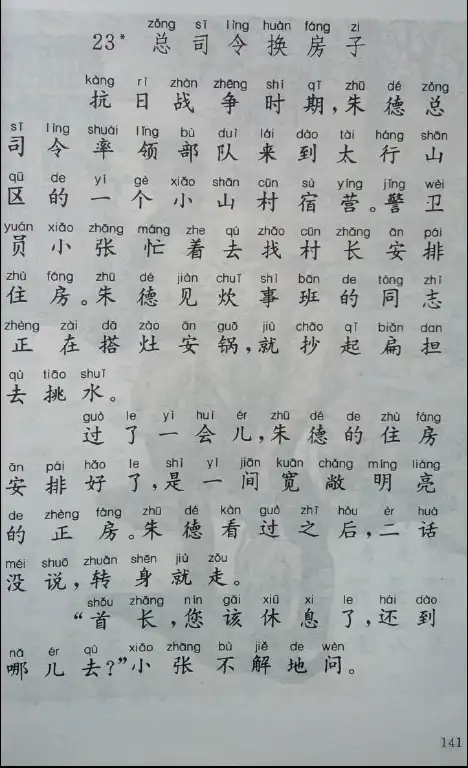 zǒng sī lìng huàn fáng zi
23* 总司令换房子
kàng rì zhàn zhēng shí qī zhū dé zǒng
抗日战争时期,朱德总
sī lìng shuài lǐng bù duì lái dào tài háng shān
司令率领部队来到太行山
qū de yí gè xiǎo shān cūn sù yíng jǐng wèi
区的一个小山村宿营。警卫
yuán xiǎo zhāng máng zhe qù zhǎo cūn zhǎng ān pái
员小张忙着去找村长安排
zhù fáng zhū dé jiàn chuī shì bān de tóng zhì
住房。朱德见炊事班的同志
zhèng zài dā zào ān guō jiù chāo qǐ biǎn dan
正在搭灶安锅,就抄起扁担
qù tiāo shuǐ
去挑水。
guò le yì huí ér zhū dé de zhù fáng
过了一会儿,朱德的住房
ān pái hǎo le shì yì jiān kuān chǎng míng liàng
安排好了,是一间宽敞明亮
de zhèng fáng zhū dé kàn guò zhī hòu èr huà
的正房。朱德看过之后,二话
méi shuō zhuǎn shēn jiù zǒu
没说,转身就走。
shǒu zhǎng nín gāi xiū xi le hái dào
“首长,您该休息了,还到
nǎ ér qù xiǎo zhāng bù jiě de wèn
哪儿去?”小张不解地问。
141